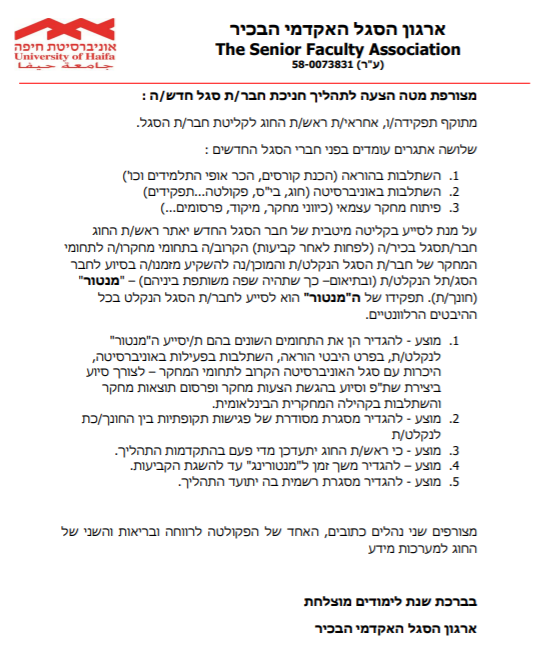 אוניברסיטת חיפה
University of Haifa
جامعة حيفا
ארגון הסגל האקדמי הבכיר
The Senior Faculty Association
(ע"ר) 58-0073831
מצורפת מטה הצעה לתהליך חניכת חבר/ת סגל חדש/ה :
מתוקף תפקידה/ו, אחראי/ת ראש/ת החוג לקליטת חבר/ת הסגל.
שלושה אתגרים עומדים בפני חברי הסגל החדשים :
1. השתלבות בהוראה (הכנת קורסים, הכר אופי התלמידים וכו')
2. השתלבות באוניברסיטה (חוג, בי"ס, פקולטה...תפקידים)
3. פיתוח מחקר עצמאי (כיווני מחקר, מיקוד, פרסומים...)
על מנת לסייע בקליטה מיטבית של חבר הסגל החדש יאתר ראש/ת החוג
חבר/תסגל בכיר/ה (לפחות לאחר קביעות) הקרוב/ה בתחומי מחקרו/ה לתחומי
המחקר של חבר/ת הסגל הנקלט/ת והמוכן/נה להשקיע מזמנו/ה בסיוע לחבר
הסג/תל הנקלט/ת (ובתיאום– כך שתהיה שפה משותפת ביניהם) – "מנטור"
(חונך/ת). תפקידו של ה"מנטור" הוא לסייע לחבר/ת הסגל הנקלט בכל
ההיבטים הרלוונטיים.
1. מוצע - להגדיר הן את התחומים השונים בהם ת/יסייע ה"מנטור"
לנקלט/ת, בפרט היבטי הוראה, השתלבות בפעילות באוניברסיטה,
היכרות עם סגל האוניברסיטה הקרוב לתחומי המחקר – לצורך סיוע
ביצירת שת"פ וסיוע בהגשת הצעות מחקר ופרסום תוצאות מחקר
והשתלבות בקהילה המחקרית הבינלאומית.
2. מוצע - להגדיר מסגרת מסודרת של פגישות תקופתיות בין החונך/כת
לנקלט/ת
3. מוצע - כי ראש/ת החוג יתעדכן מדי פעם בהתקדמות התהליך.
4. מוצע – להגדיר משך זמן ל"מנטורינג" עד להשגת הקביעות.
5. מוצע - להגדיר מסגרת רשמית בה יתועד התהליך.
מצורפים שני נהלים כתובים, האחד של הפקולטה לרווחה ובריאות והשני של
החוג למערכות מידע
בברכת שנת לימודים מוצלחת
ארגון הסגל האקדמי הבכיר